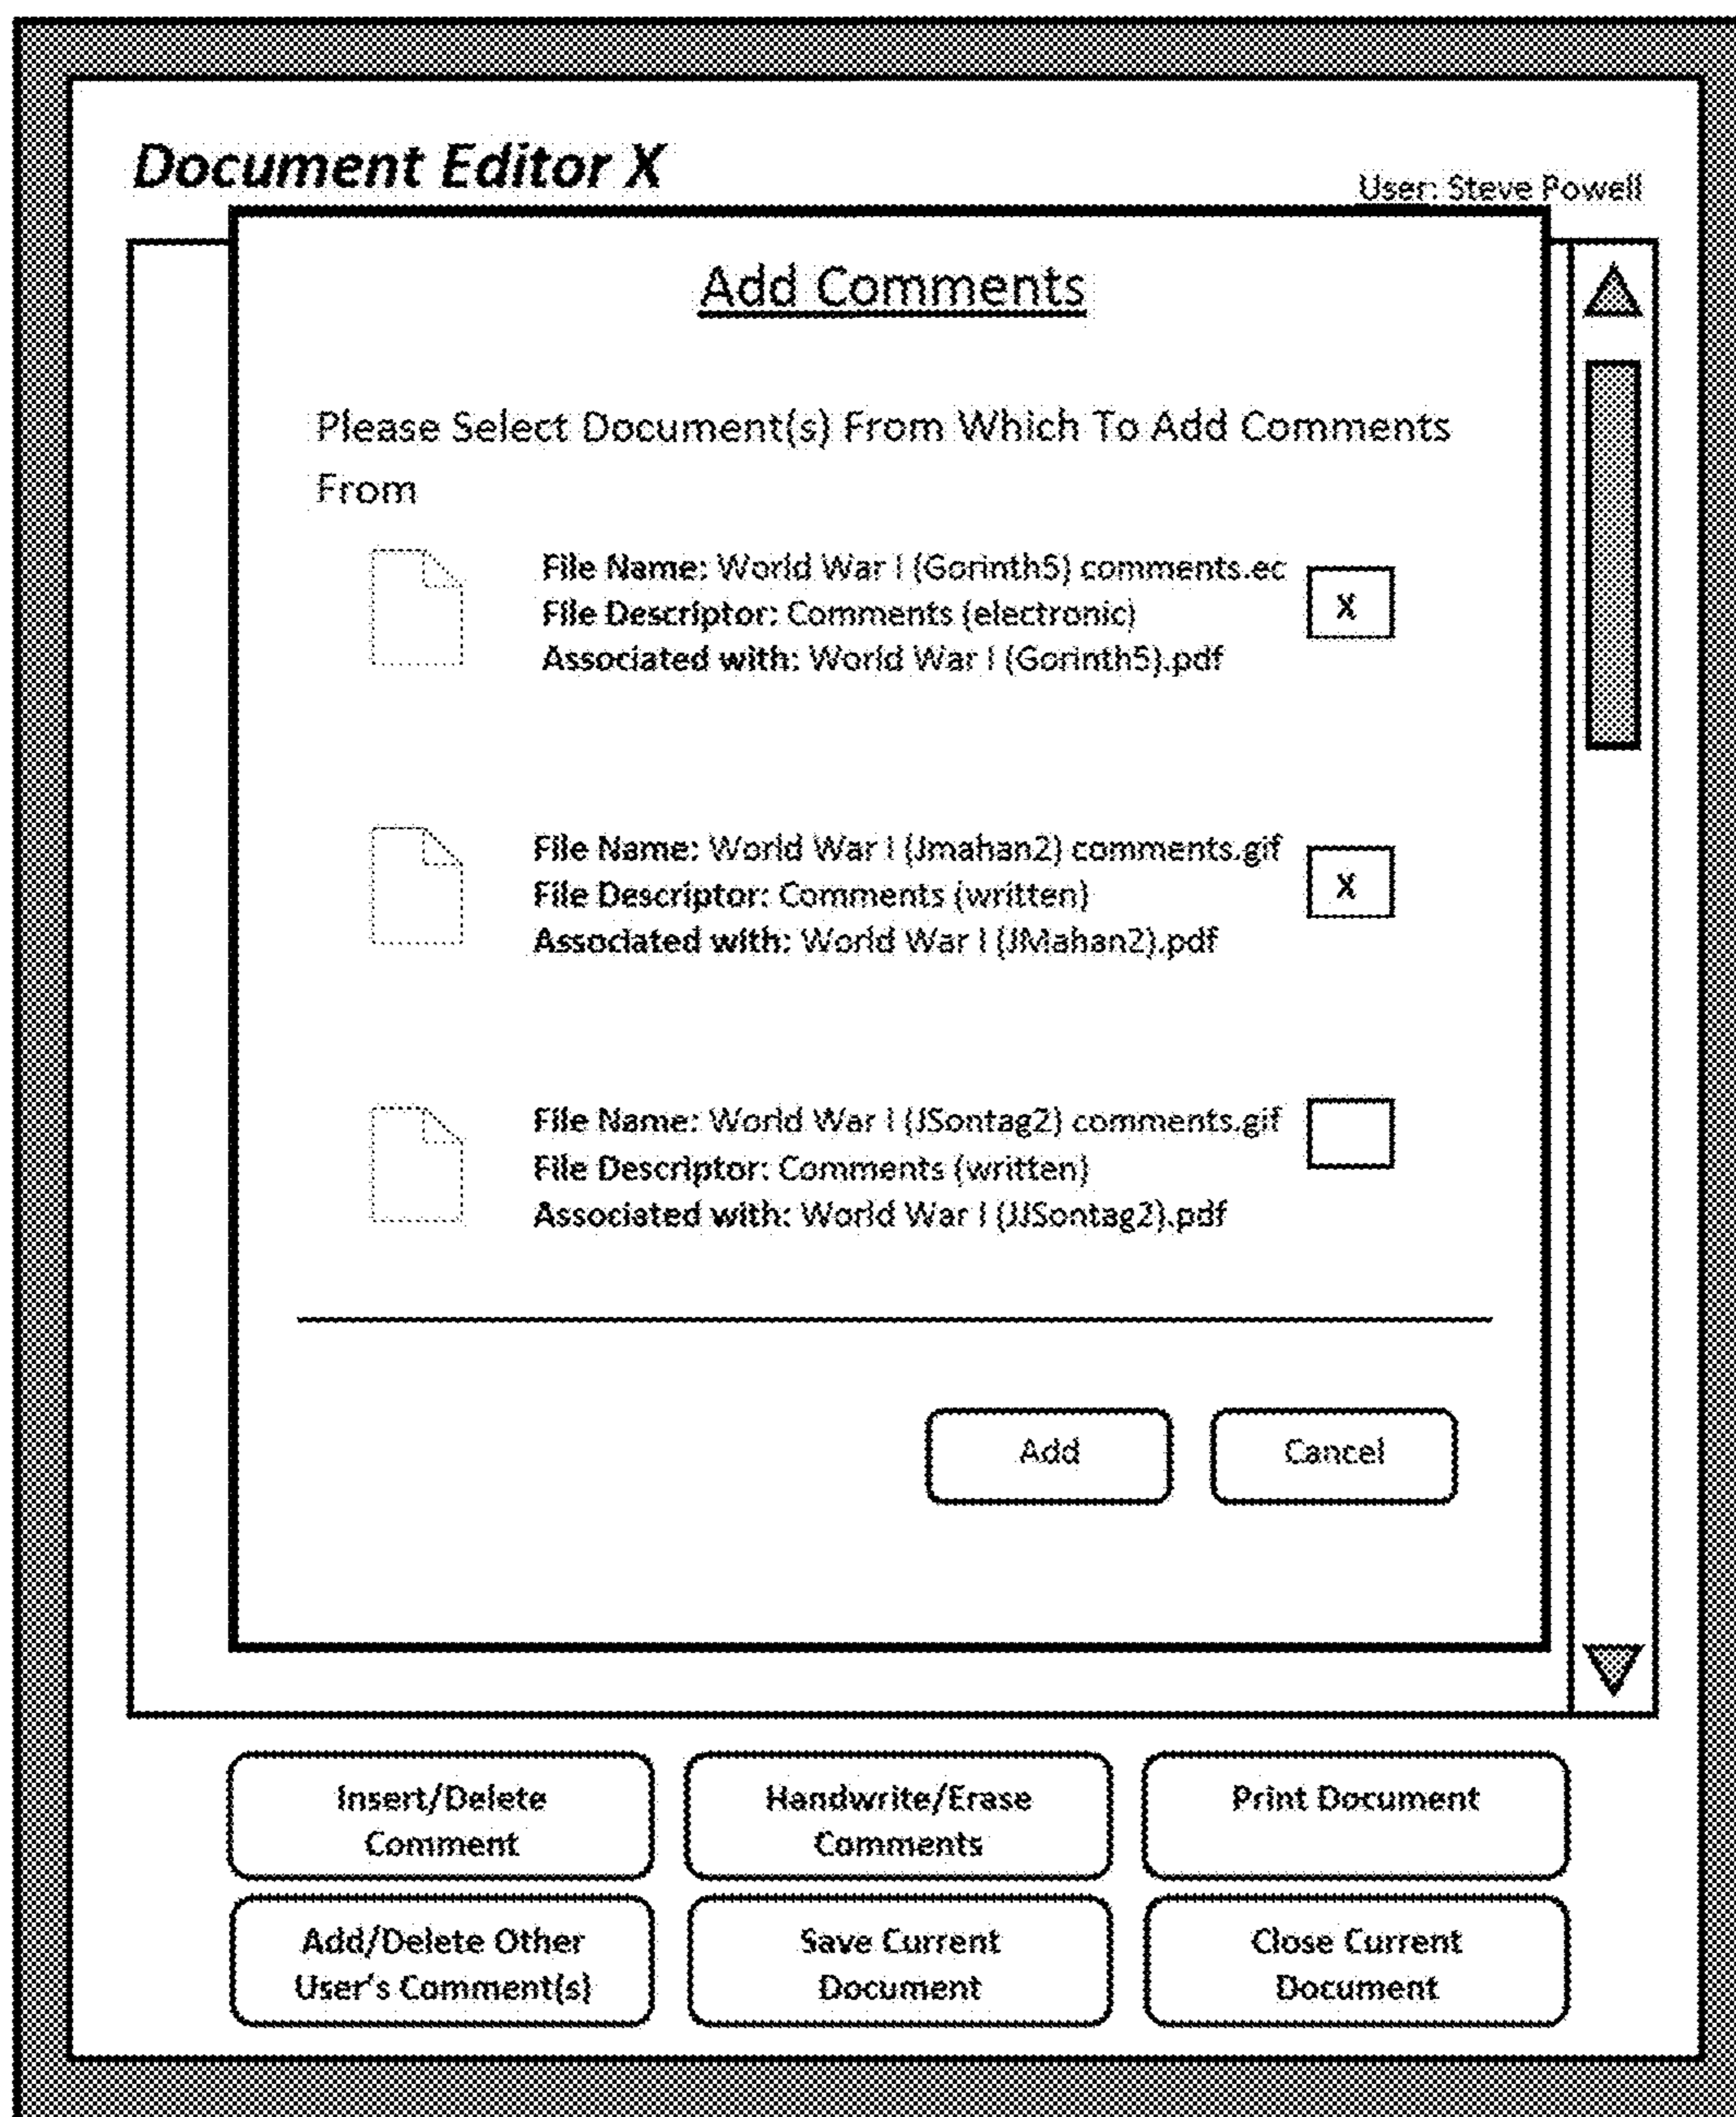 Document Editor X
User: Steve Powell
Add Comments
Please Select Document(s) From Which To Add Comments
From
File Name: World War I (Gorinth5) comments.ec
File Descriptor: Comments (electronic)
Associated with: World War I (Gorinth5).pdf
X
File Name: World War I (Jmahan2) comments.gif
File Descriptor: Comments (written)
Associated with: World War I (JMahan2).pdf
X
File Name: World War I (JSontag2) comments.gif
File Descriptor: Comments (written)
Associated with: World War I (JJSontag2).pdf
Add
Cancel
Insert/Delete
Comment
Handwrite/Erase
Comments
Print Document
Add/Delete Other
User's Comment(s)
Save Current
Document
Close Current
Document